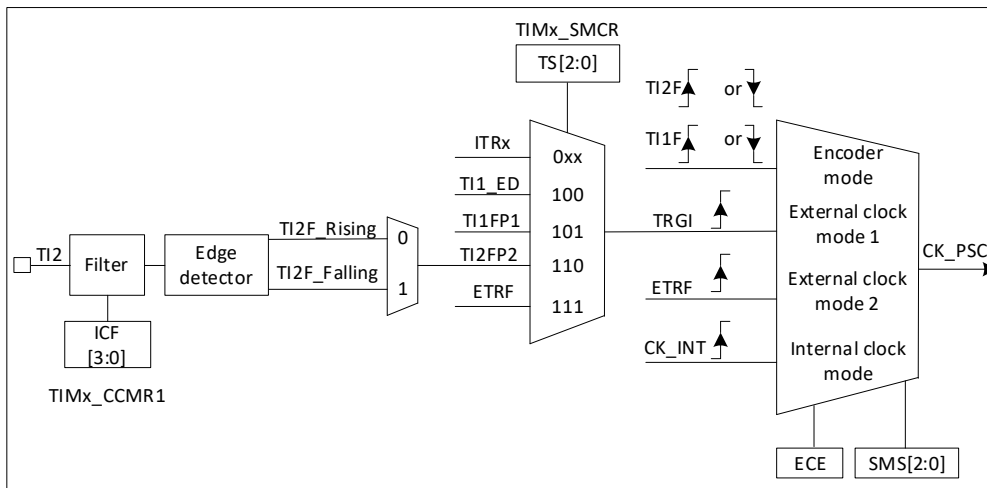 TIMx_SMCR
TS[2:0]
TI2F or
TI1F or
ITRx
0xx
Encoder
mode
TI1_ED
100
TI1FP1
101
TRGI
External clock
mode 1
TI2FP2
110
ETRF
111
TI2
Filter
Edge
detector
TI2F_Rising
0
TI2F_Falling
1
ICF
[3:0]
TIMx_CCMR1
ETRF
External clock
mode 2
CK_INT
Internal clock
mode
CK_PSC
ECE
SMS[2:0]